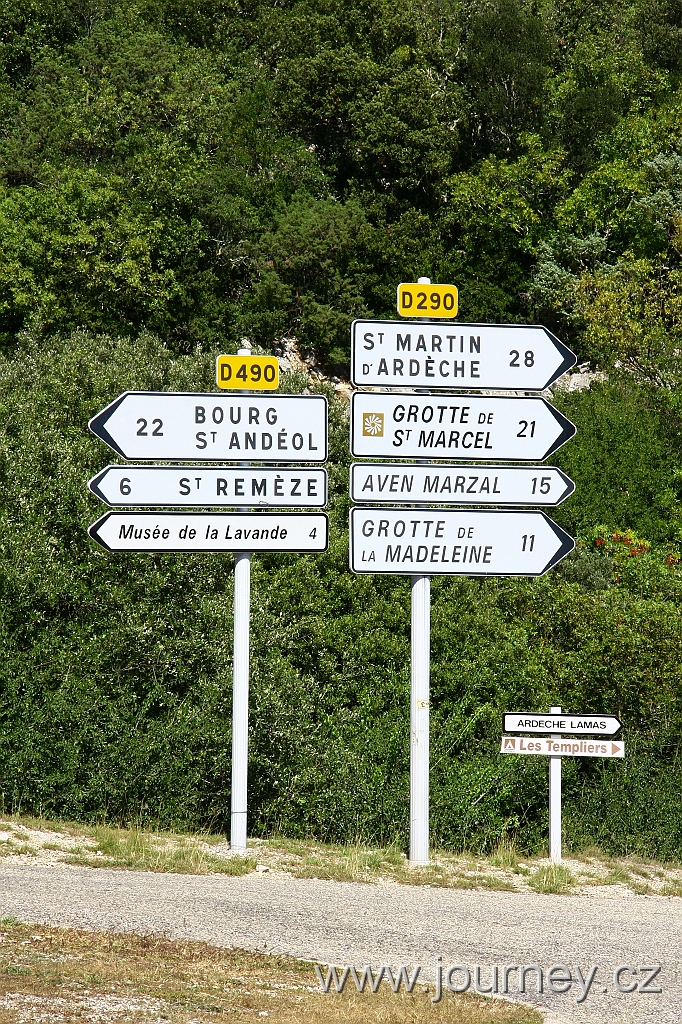 D490
22 BOURG
ST ANDÉOL
6 ST REMÈZE
Musée de la Lavande 4
D290
ST MARTIN
D'ARDÈCHE 28
GROTTE DE
ST MARCEL 21
AVEN MARZAL 15
GROTTE DE
LA MADELEINE 11
ARDECHE LAMAS
Les Templiers
www.journey.cz